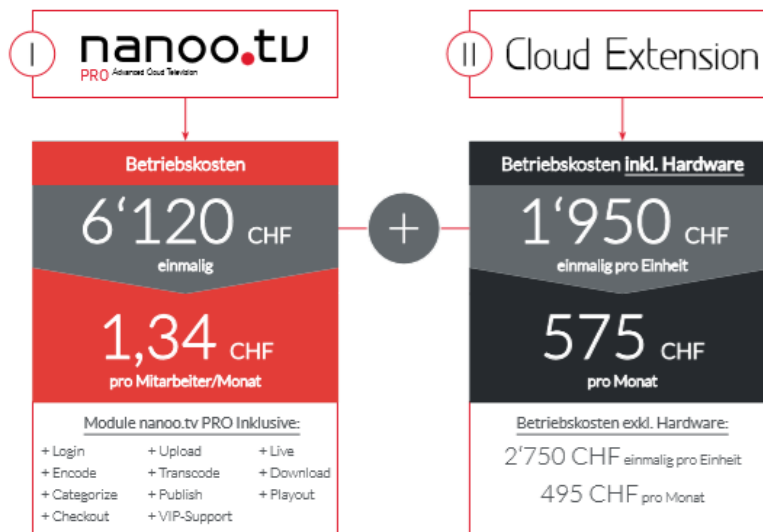 I
nanoo.tv
PRO Advanced Cloud Television
Betriebskosten
6‘120 CHF
einmalig
1,34 CHF
pro Mitarbeiter/Monat
Module nanoo.tv PRO Inklusive:
+ Login + Upload + Live
+ Encode + Transcode + Download
+ Categorize + Publish + Playout
+ Checkout + VIP-Support
+
II Cloud Extension
Betriebskosten inkl. Hardware
1‘950 CHF
einmalig pro Einheit
575 CHF
pro Monat
Betriebskosten exkl. Hardware:
2‘750 CHF einmalig pro Einheit
495 CHF pro Monat